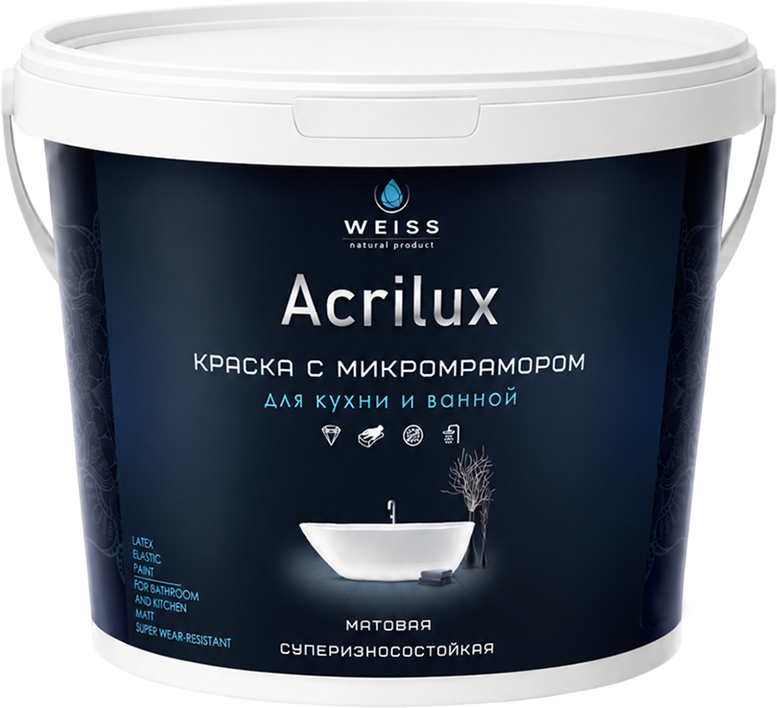 WEISS
natural product
Acrilux
КРАСКА С МИКРОМРАМОРОМ
ДЛЯ КУХНИ И ВАННОЙ
LATEX
ELASTIC
PAINT
FOR BATHROOM
AND KITCHEN
MATT
SUPER WEAR-RESISTANT
МАТОВАЯ
СУПЕРИЗНОСОСТОЙКАЯ